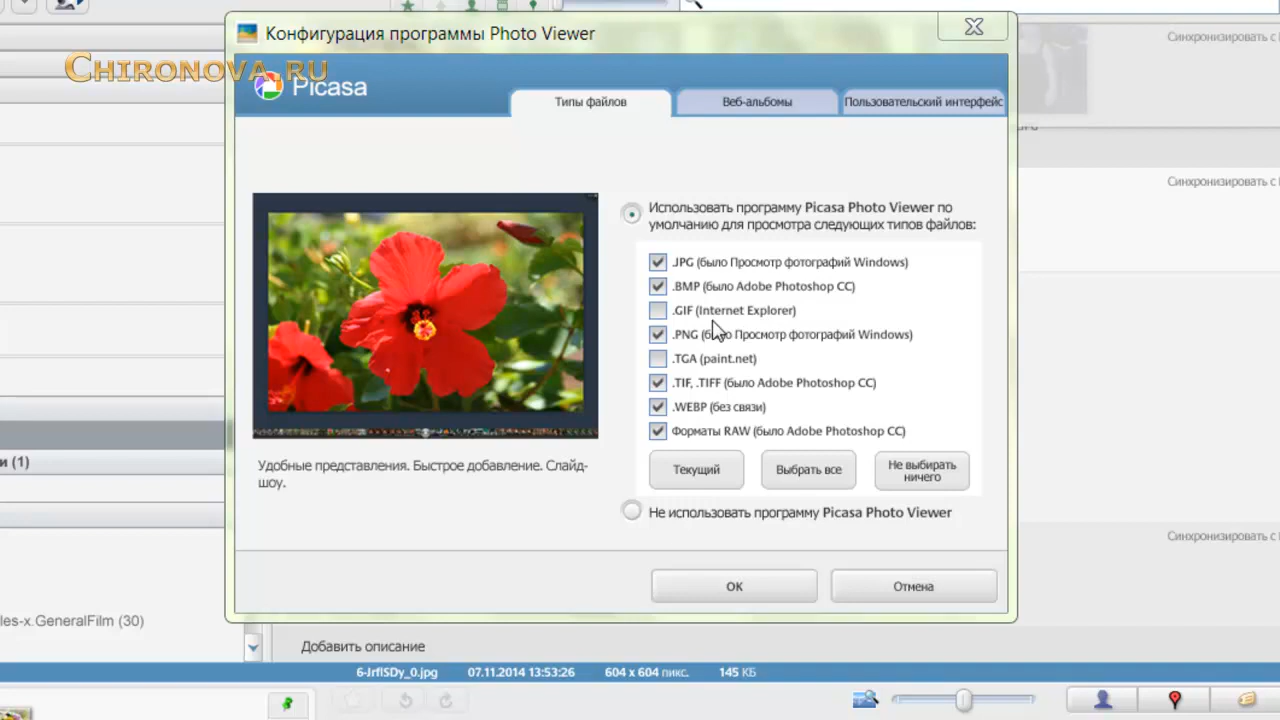 Конфигурация программы Photo Viewer
CHIRONOVA.RU
Picasa
Типы файлов
Веб-альбомы
Пользовательский интерфейс
Синхронизировать с
Синхронизировать с
Использовать программу Picasa Photo Viewer по
умолчанию для просмотра следующих типов файлов:
.JPG (было Просмотр фотографий Windows)
.BMP (было Adobe Photoshop CC)
.GIF (Internet Explorer)
.PNG (было Просмотр фотографий Windows)
.TGA (paint.net)
.TIF, .TIFF (было Adobe Photoshop CC)
.WEBP (без связи)
Форматы RAW (было Adobe Photoshop CC)
и (1)
Удобные представления. Быстрое добавление. Слайд-
шоу.
Текущий
Выбрать все
Не выбирать
ничего
Не использовать программу Picasa Photo Viewer
Синхронизировать с
OK
Отмена
les-x.GeneralFilm (30)
Добавить описание
6-JrfISDy_0.jpg 07.11.2014 13:53:26 604 x 604 пикс. 145 КБ